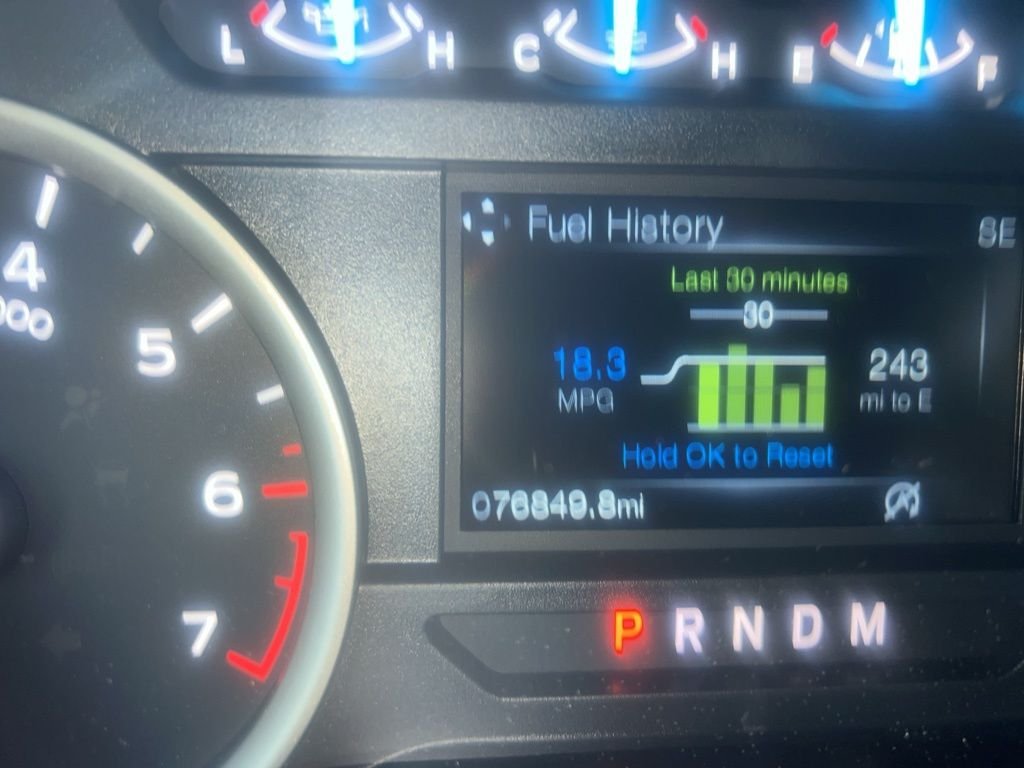 L H C H E F
Fuel History SE
Last 30 minutes
30
4
000
5
18.3
MPG
243
mi to E
Hold OK to Reset
6
076849.8mi
7
P R N D M